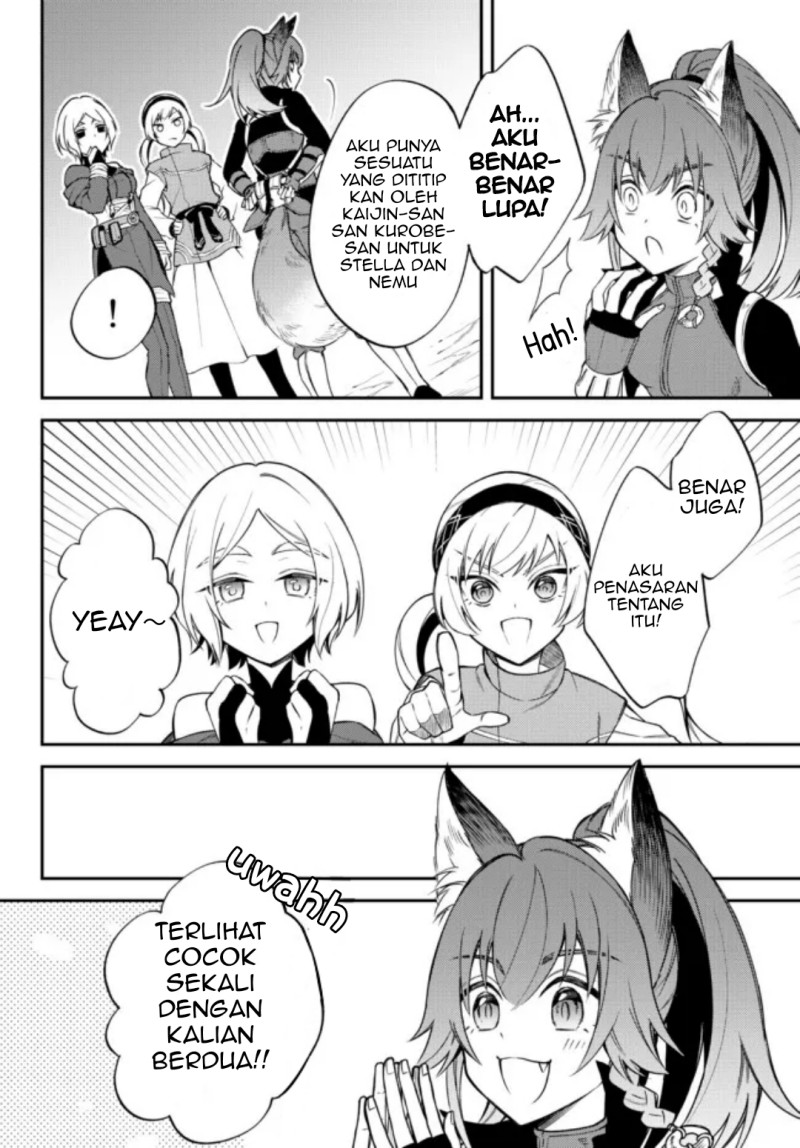 AH...
AKU
BENAR-
BENAR
LUPA!
Hah!
AKU PUNYA
SESUATU
YANG DITITIP
KAN OLEH
KAIJIN-SAN
SAN KUROBE-
SAN UNTUK
STELLA DAN
NEMU
!
BENAR
JUGA!
AKU
PENASARAN
TENTANG
ITU!
YEAY~
uwahh
TERLIHAT
COCOK
SEKALI
DENGAN
KALIAN
BERDUA!!